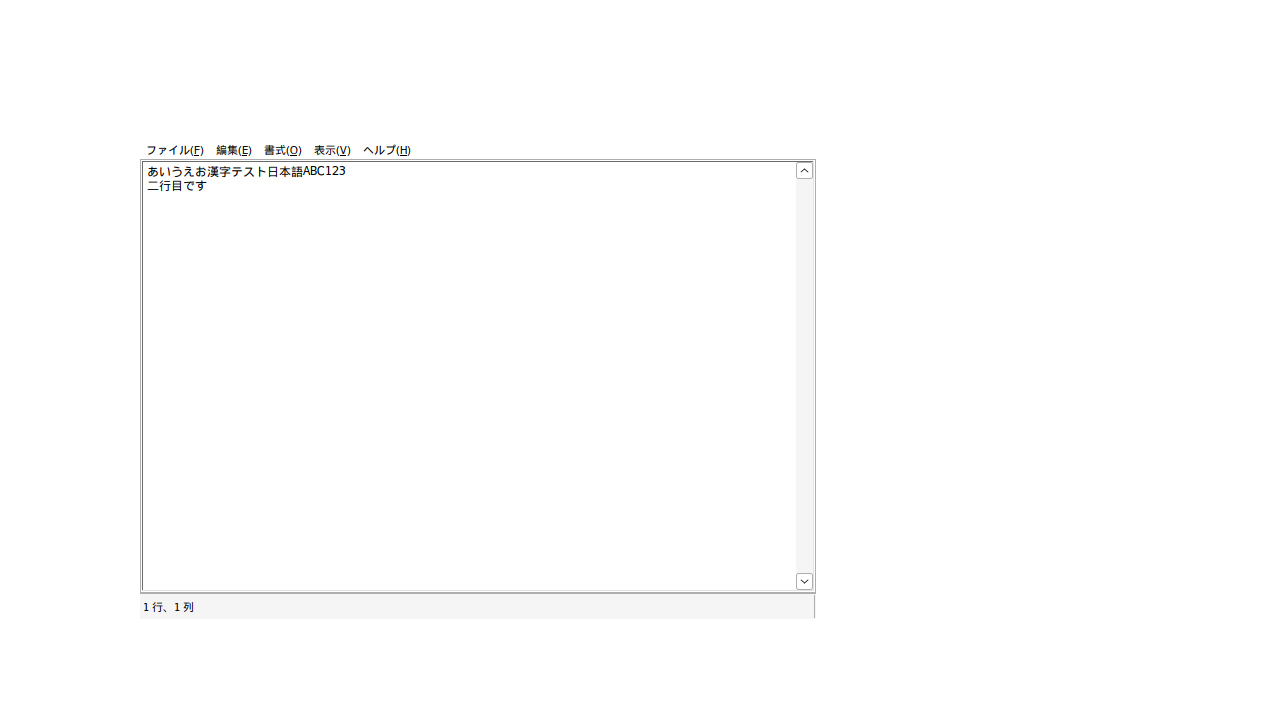 ファイル(F) 編集(E) 書式(O) 表示(V) ヘルプ(H)
あいうえお漢字テスト日本語ABC123
二行目です
1 行、1 列